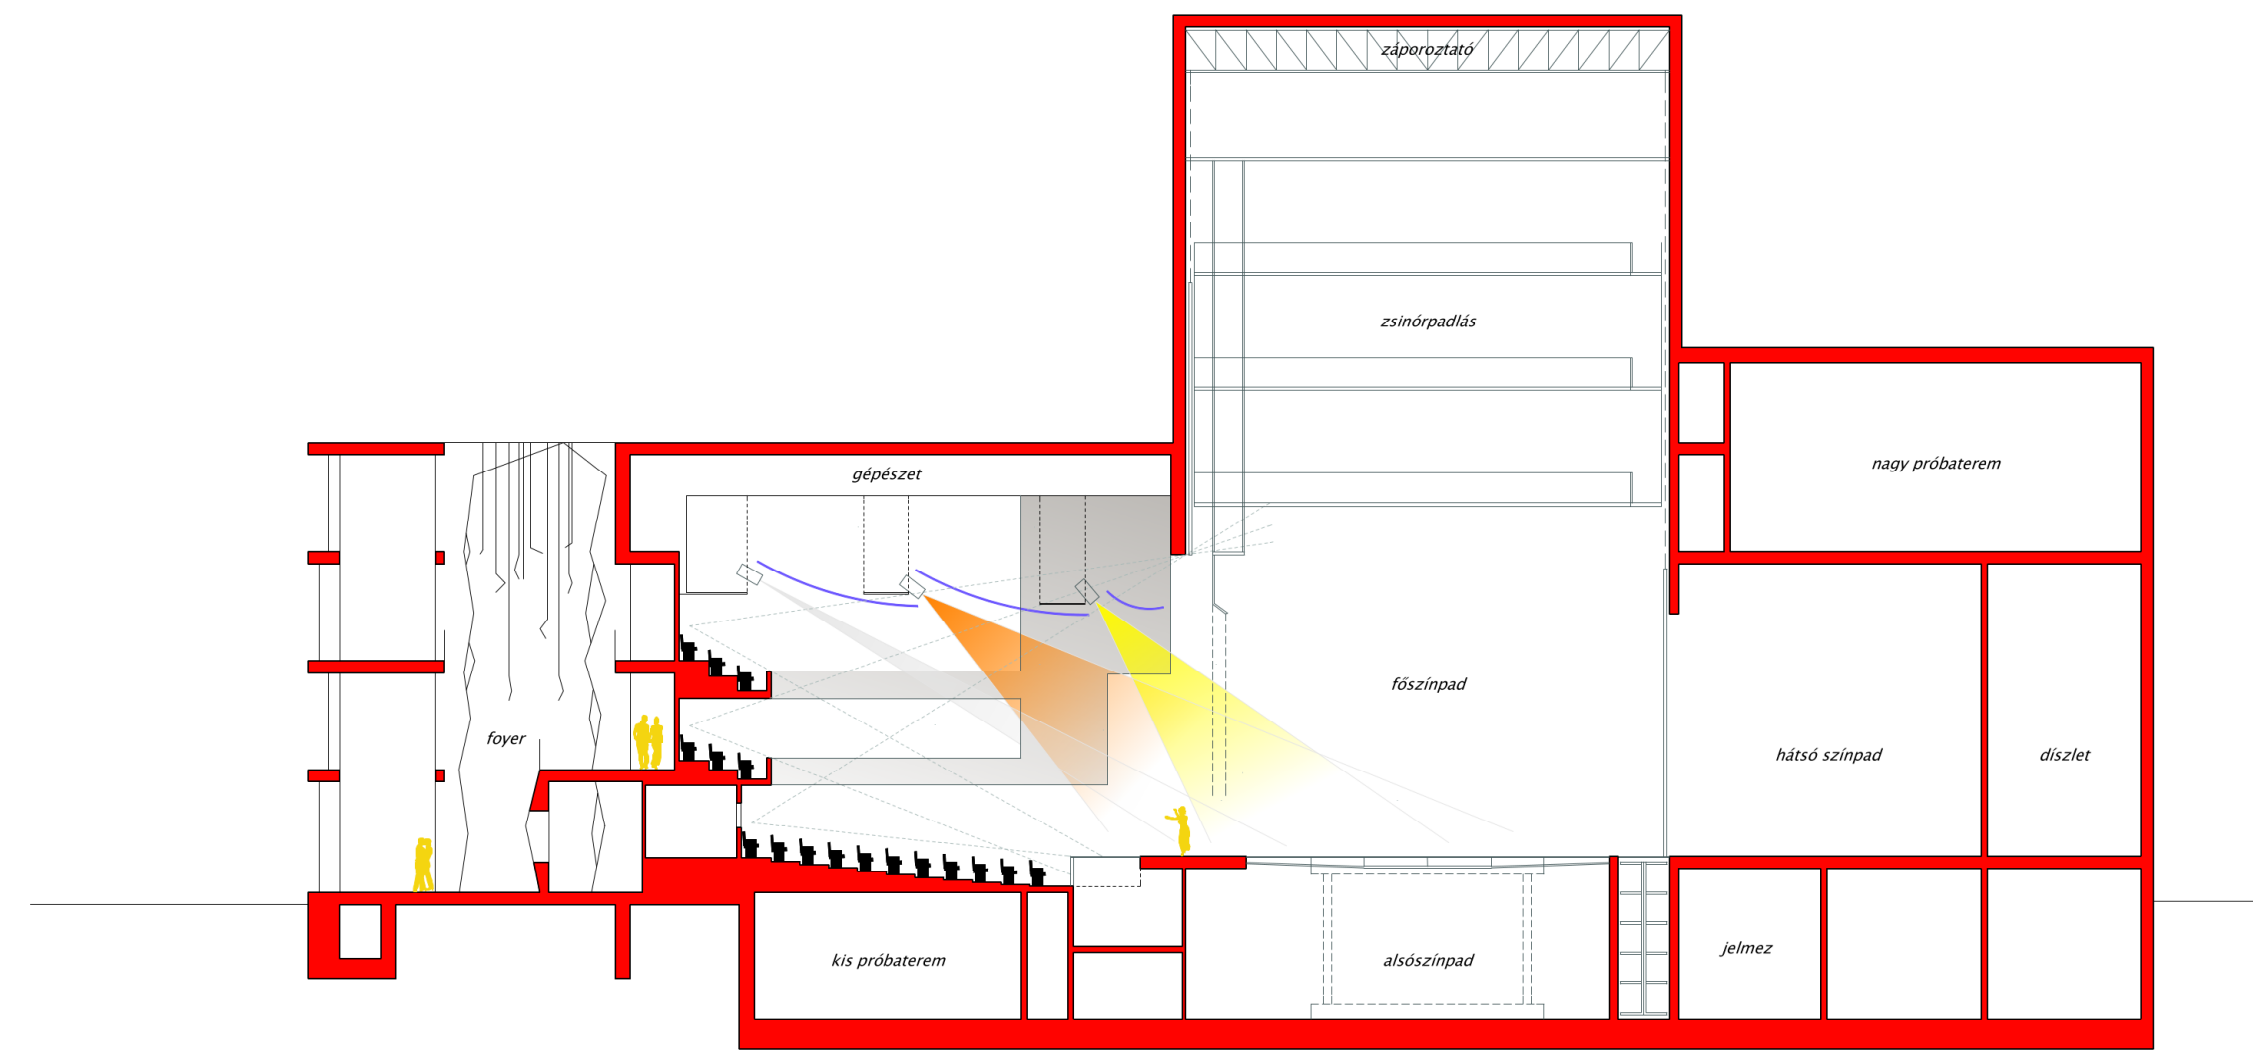 záporoztató
zsinórpadlás
nagy próbaterem
gépészet
főszínpad
foyer
hátsó színpad
díszlet
jelmez
kis próbaterem
alsószínpad